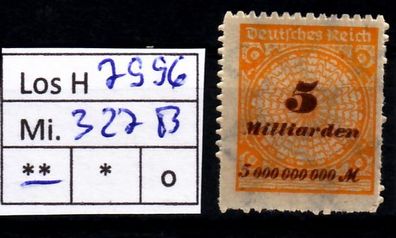 Los H 7996
Mi. 327 B
** * o
Deutsches Reich
5
Milliarden
5 000 000 000 M